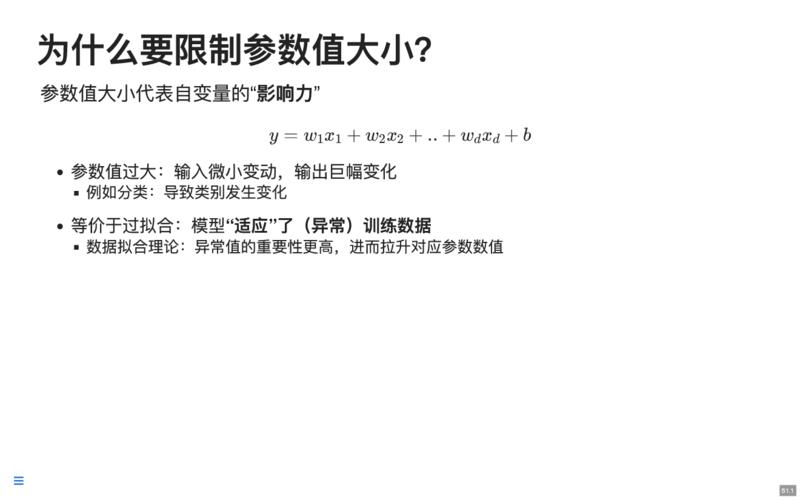 为什么要限制参数值大小?
参数值大小代表自变量的“影响力”
y = w₁x₁ + w₂x₂ + .. + w_dx_d + b
• 参数值过大：输入微小变动，输出巨幅变化
▪ 例如分类：导致类别发生变化
• 等价于过拟合：模型“适应”了（异常）训练数据
▪ 数据拟合理论：异常值的重要性更高，进而拉升对应参数数值
51.1